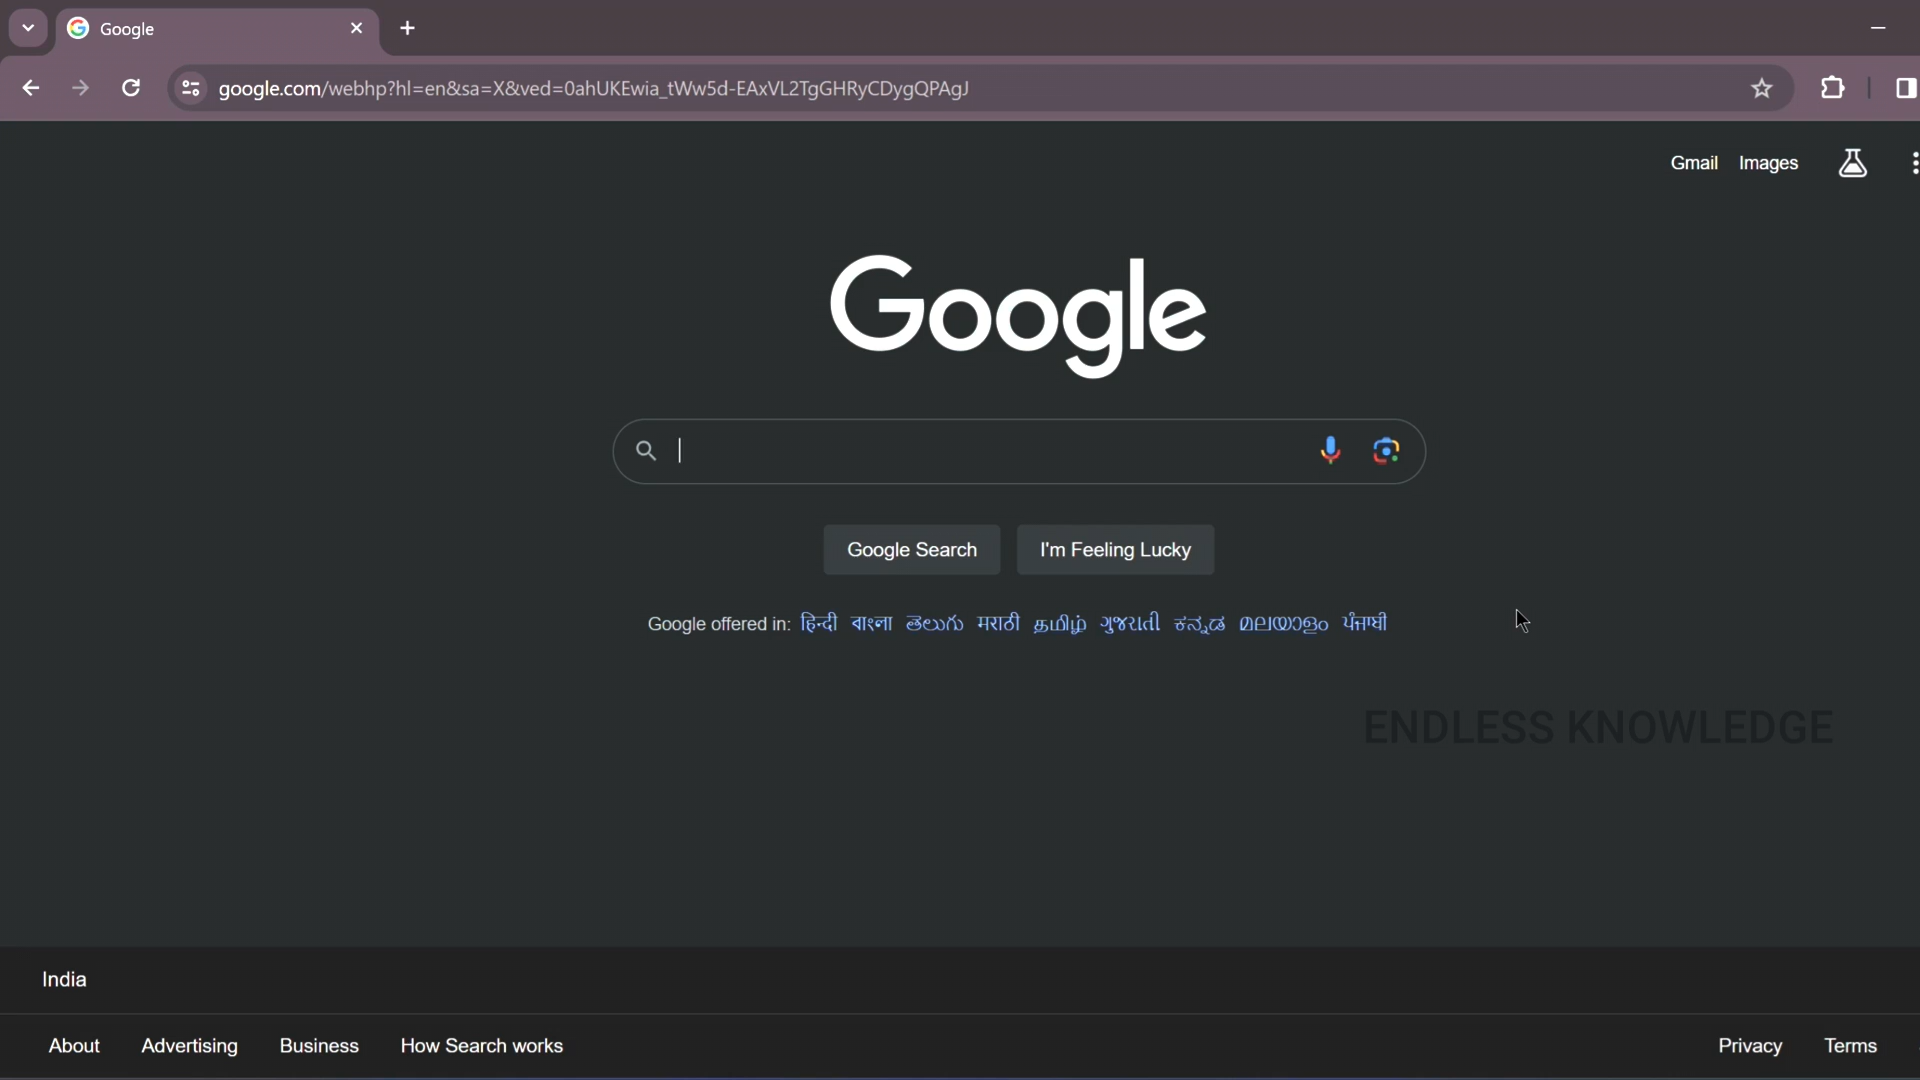 Google
google.com/webhp?hl=en&sa=X&ved=0ahUKEwia_tWw5d-EAxVL2TgGHRyCDygQPAgJ
Gmail Images
Google
Google Search I'm Feeling Lucky
Google offered in: हिन्दी বাংলা తెలుగు मराठी தமிழ் ગુજરાતી ಕನ್ನಡ മലയാളം ਪੰਜਾਬੀ
ENDLESS KNOWLEDGE
India
About Advertising Business How Search works Privacy Terms